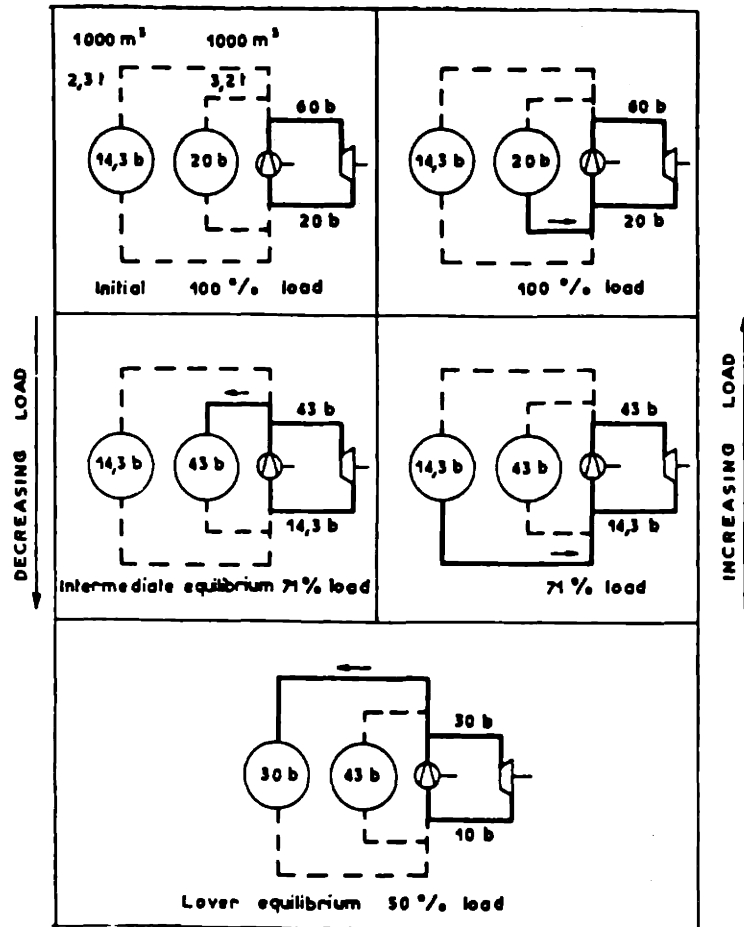 1000 m³ 1000 m³
2,3 t 3,2 t
14,3 b 20 b 60 b
20 b
Initial 100 % load
14,3 b 20 b 60 b
20 b
100 % load
DECREASING LOAD
INCREASING LOAD
14,3 b 43 b 43 b
14,3 b
Intermediate equilibrium 71% load
14,3 b 43 b 43 b
14,3 b
71 % load
30 b 43 b 30 b
10 b
Lover equilibrium 50 % load